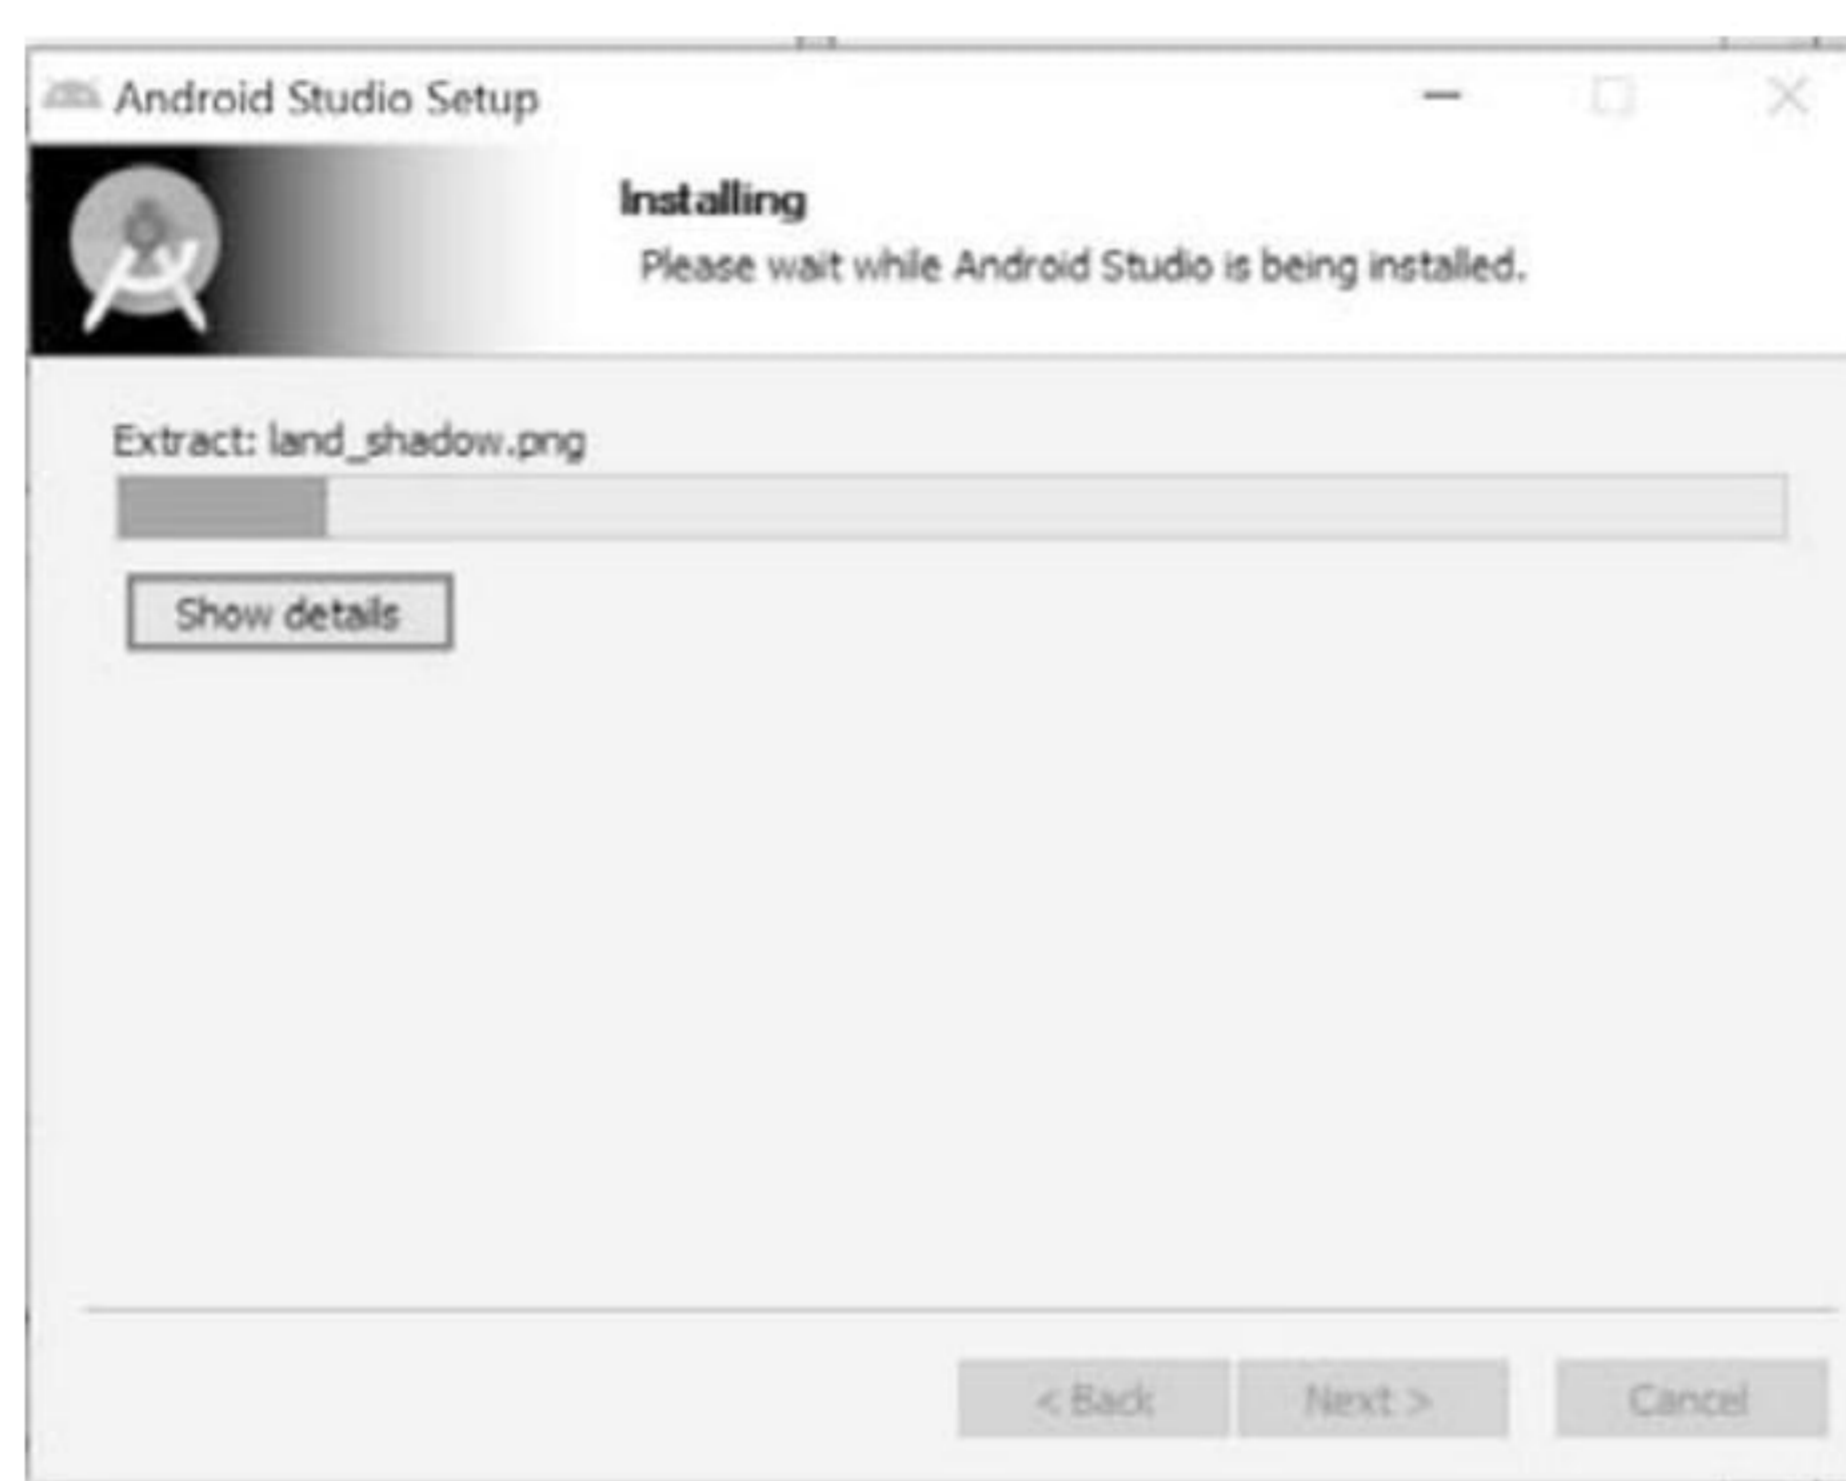 Android Studio Setup
Installing
Please wait while Android Studio is being installed.
Extract: land_shadow.png
Show details
< Back
Next >
Cancel